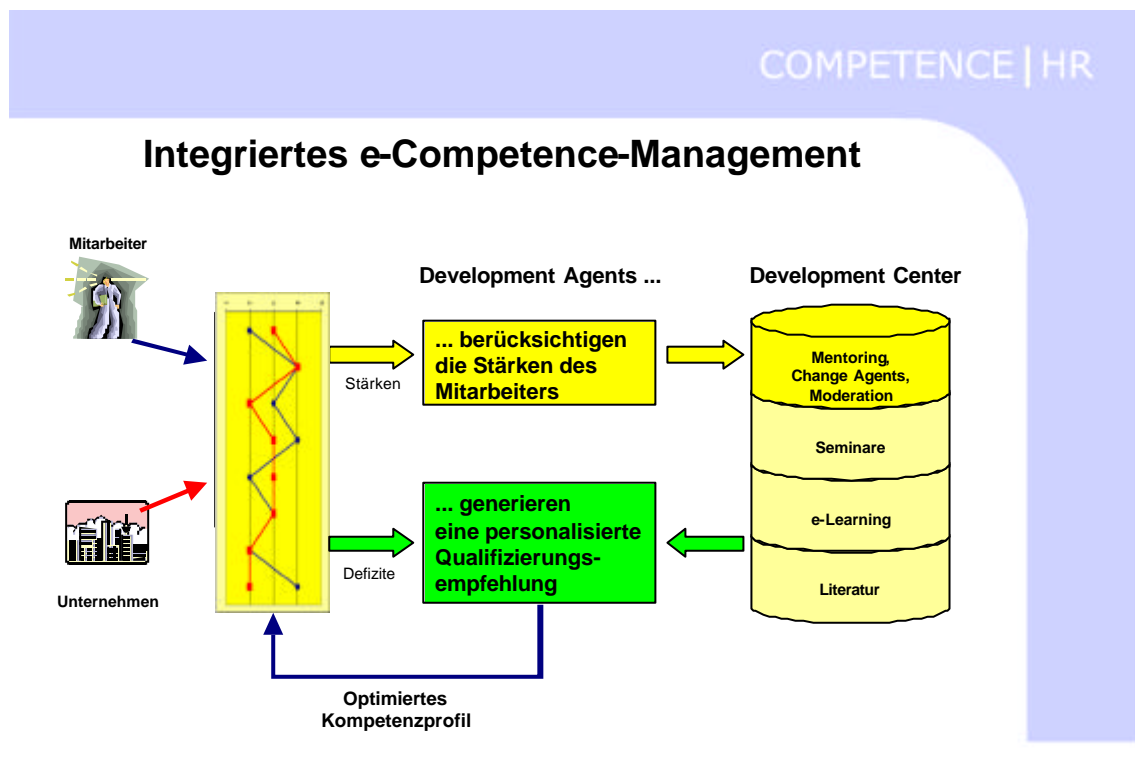 COMPETENCE|HR
Integriertes e-Competence-Management
Mitarbeiter
Unternehmen
Stärken
Defizite
Development Agents ...
... berücksichtigen
die Stärken des
Mitarbeiters
... generieren
eine personalisierte
Qualifizierungs-
empfehlung
Development Center
Mentoring,
Change Agents,
Moderation
Seminare
e-Learning
Literatur
Optimiertes
Kompetenzprofil